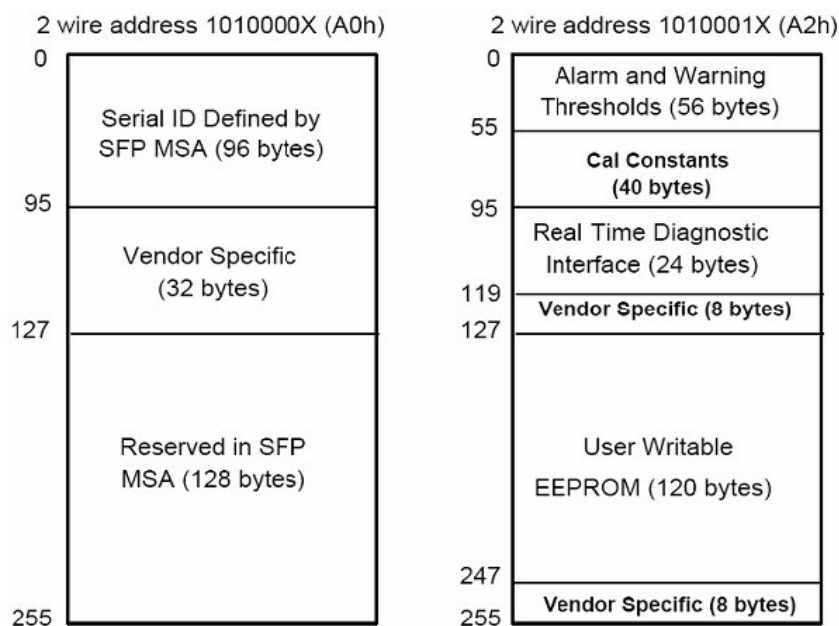 2 wire address 1010000X (A0h)
0
Serial ID Defined by
SFP MSA (96 bytes)
95
Vendor Specific
(32 bytes)
127
Reserved in SFP
MSA (128 bytes)
255
2 wire address 1010001X (A2h)
0
Alarm and Warning
Thresholds (56 bytes)
55
Cal Constants
(40 bytes)
95
Real Time Diagnostic
Interface (24 bytes)
119
Vendor Specific (8 bytes)
127
User Writable
EEPROM (120 bytes)
247
Vendor Specific (8 bytes)
255